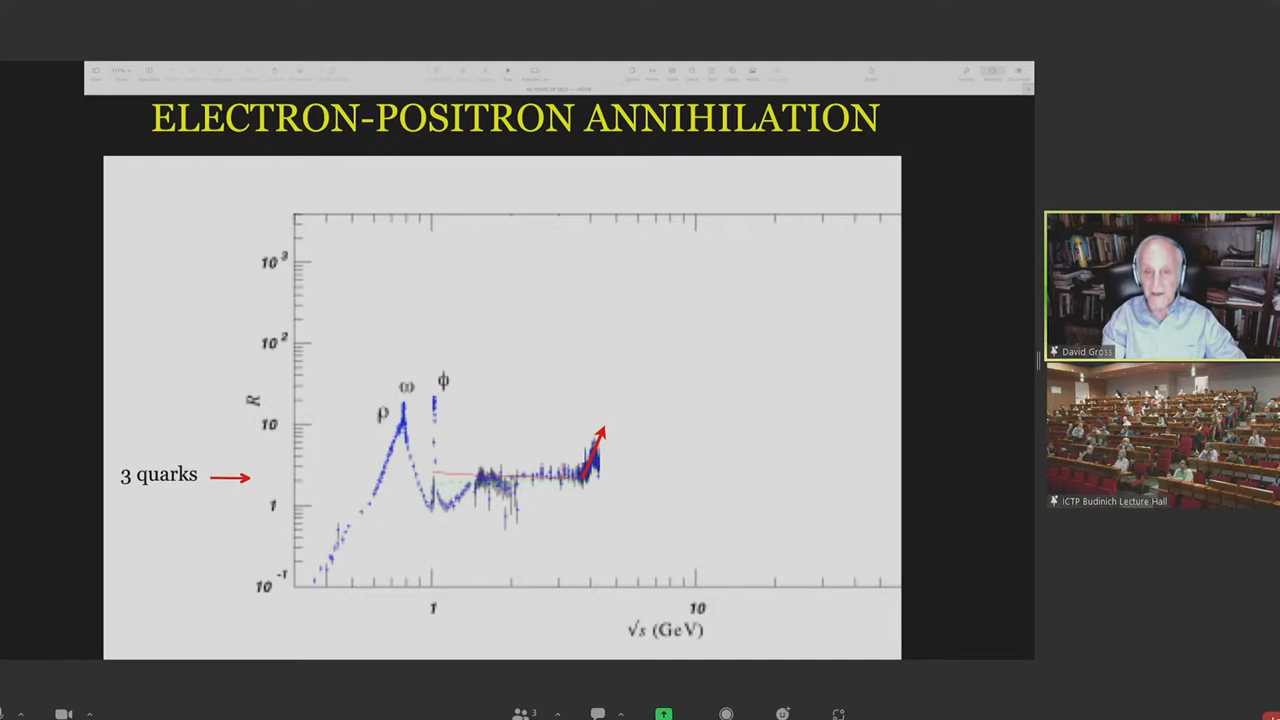 ELECTRON-POSITRON ANNIHILATION
10³
10²
R
ω
ϕ
ρ
10
3 quarks
1
10⁻¹
1
10
√s (GeV)
David Gross
ICTP Budinich Lecture Hall
3